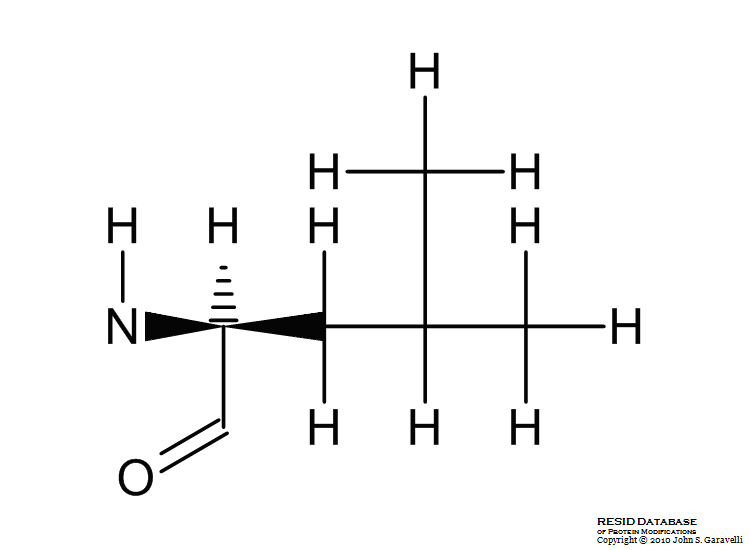 H
H H
H H H H
N H
H H H
O
RESID DATABASE
OF PROTEIN MODIFICATIONS
Copyright © 2010 John S. Garavelli